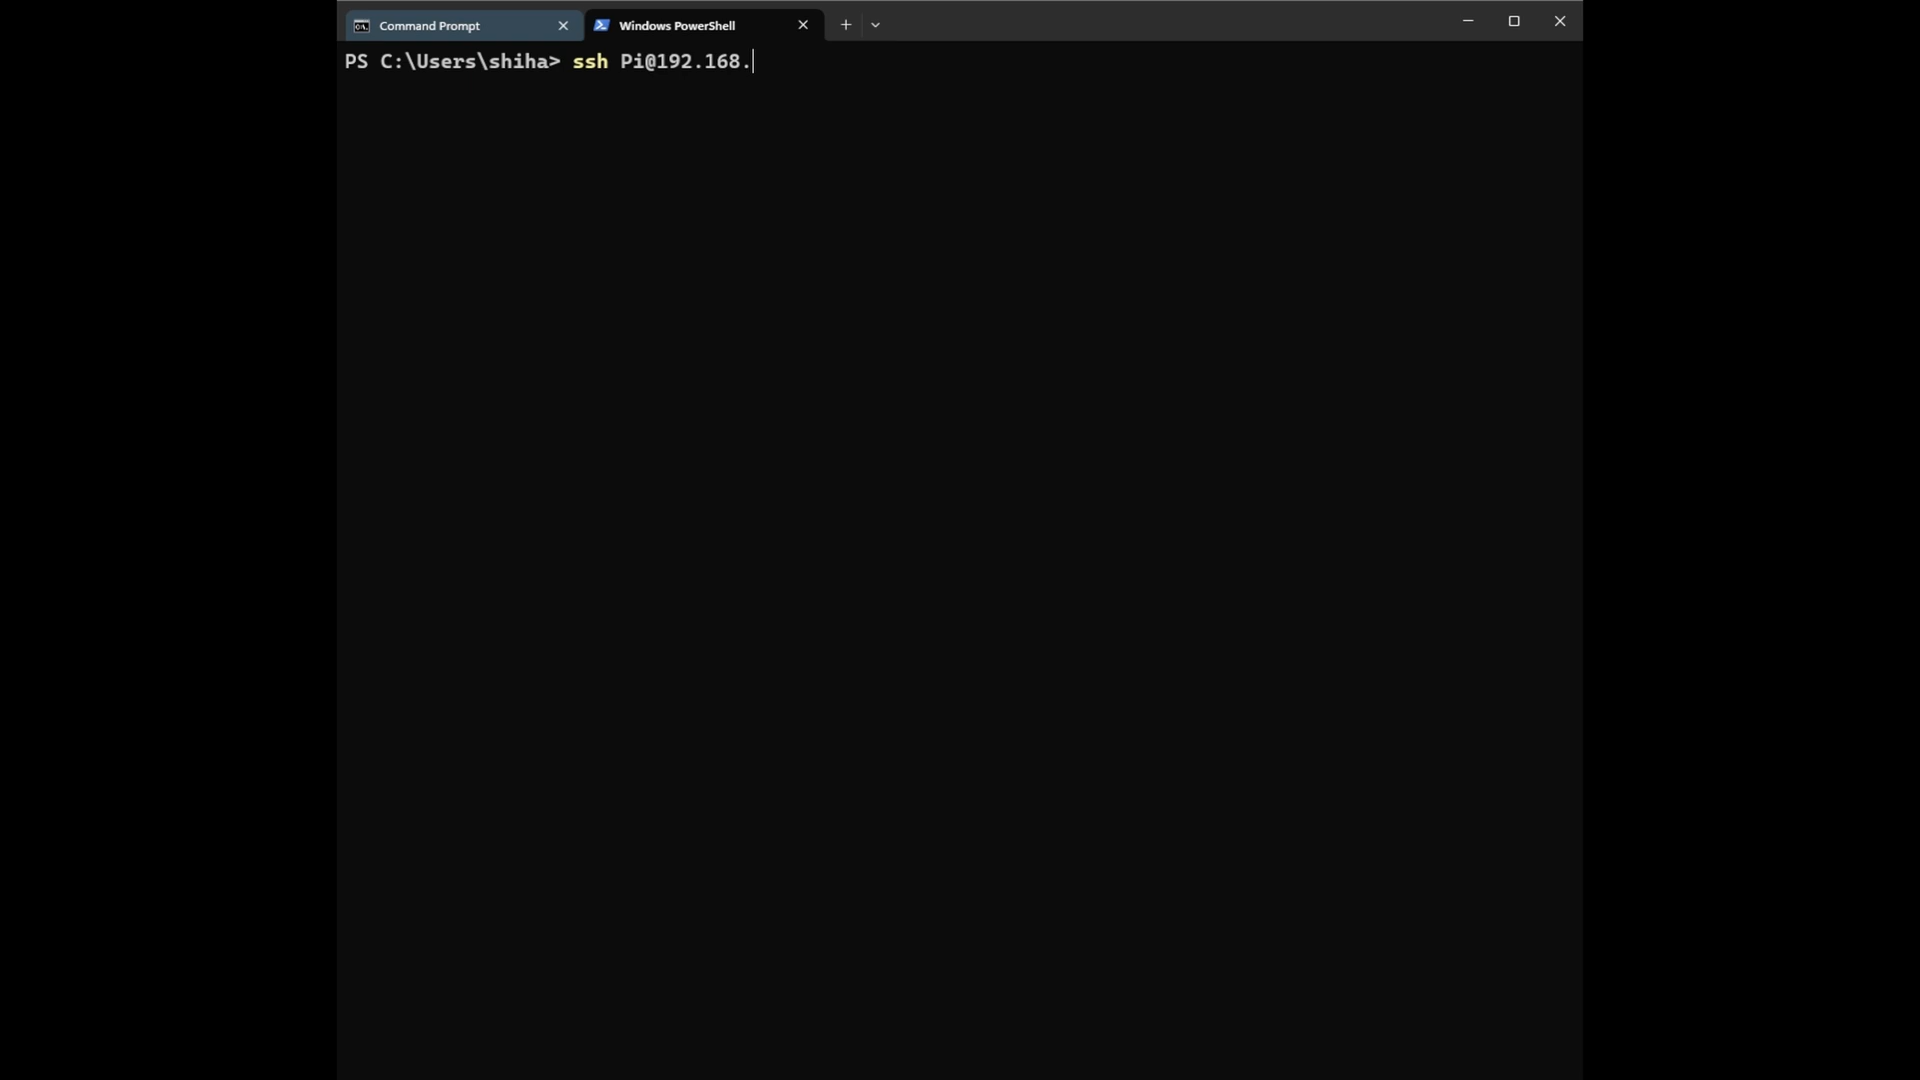 Command Prompt
Windows PowerShell
PS C:\Users\shiha> ssh Pi@192.168.